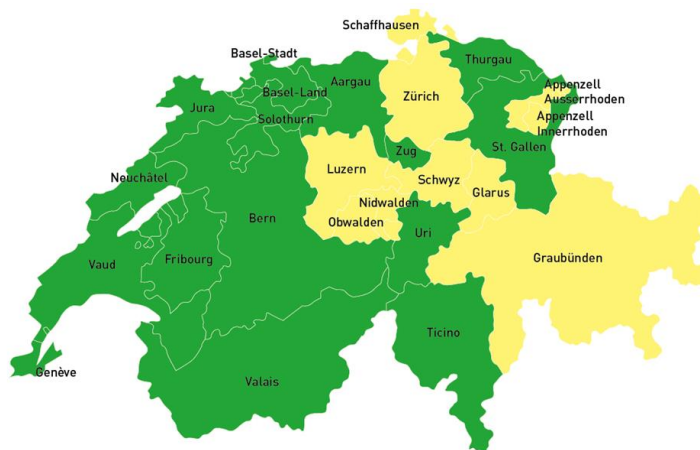 Schaffhausen
Basel-Stadt
Thurgau
Aargau
Appenzell
Ausserrhoden
Basel-Land
Zürich
Jura
Appenzell
Innerrhoden
Solothurn
St. Gallen
Zug
Luzern
Neuchâtel
Schwyz
Glarus
Nidwalden
Bern
Obwalden
Uri
Graubünden
Fribourg
Vaud
Ticino
Genève
Valais